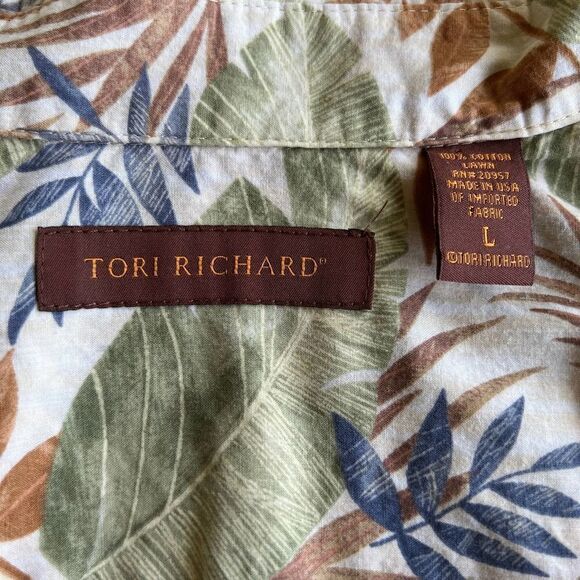 TORI RICHARD®
100% COTTON
LAWN
RN# 20957
MADE IN USA
OF IMPORTED
FABRIC
L
©TORI RICHARD